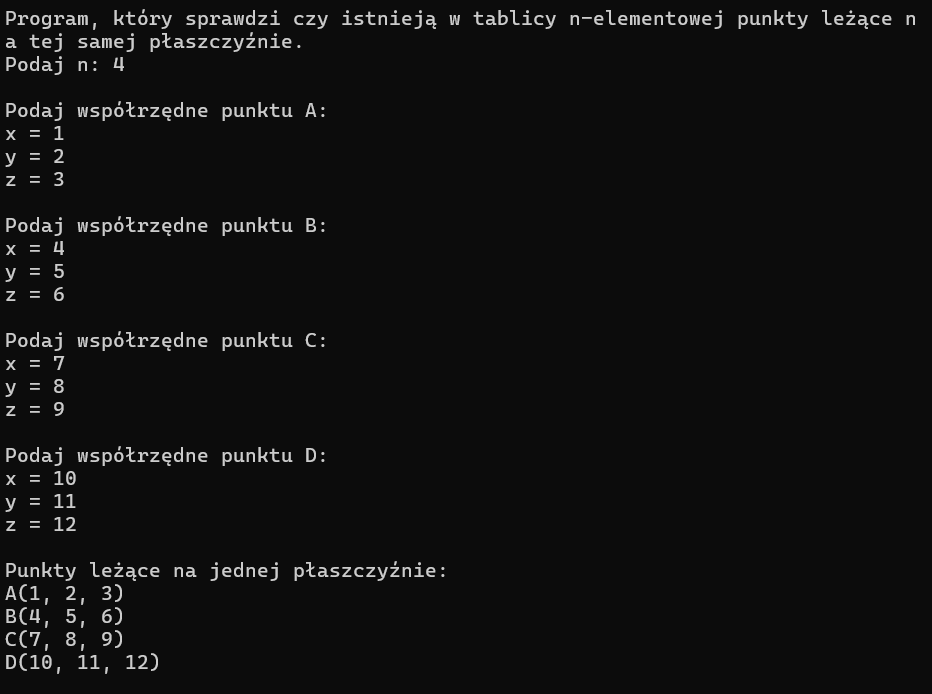 Program, który sprawdzi czy istnieją w tablicy n-elementowej punkty leżące n
a tej samej płaszczyźnie.
Podaj n: 4
Podaj współrzędne punktu A:
x = 1
y = 2
z = 3
Podaj współrzędne punktu B:
x = 4
y = 5
z = 6
Podaj współrzędne punktu C:
x = 7
y = 8
z = 9
Podaj współrzędne punktu D:
x = 10
y = 11
z = 12
Punkty leżące na jednej płaszczyźnie:
A(1, 2, 3)
B(4, 5, 6)
C(7, 8, 9)
D(10, 11, 12)